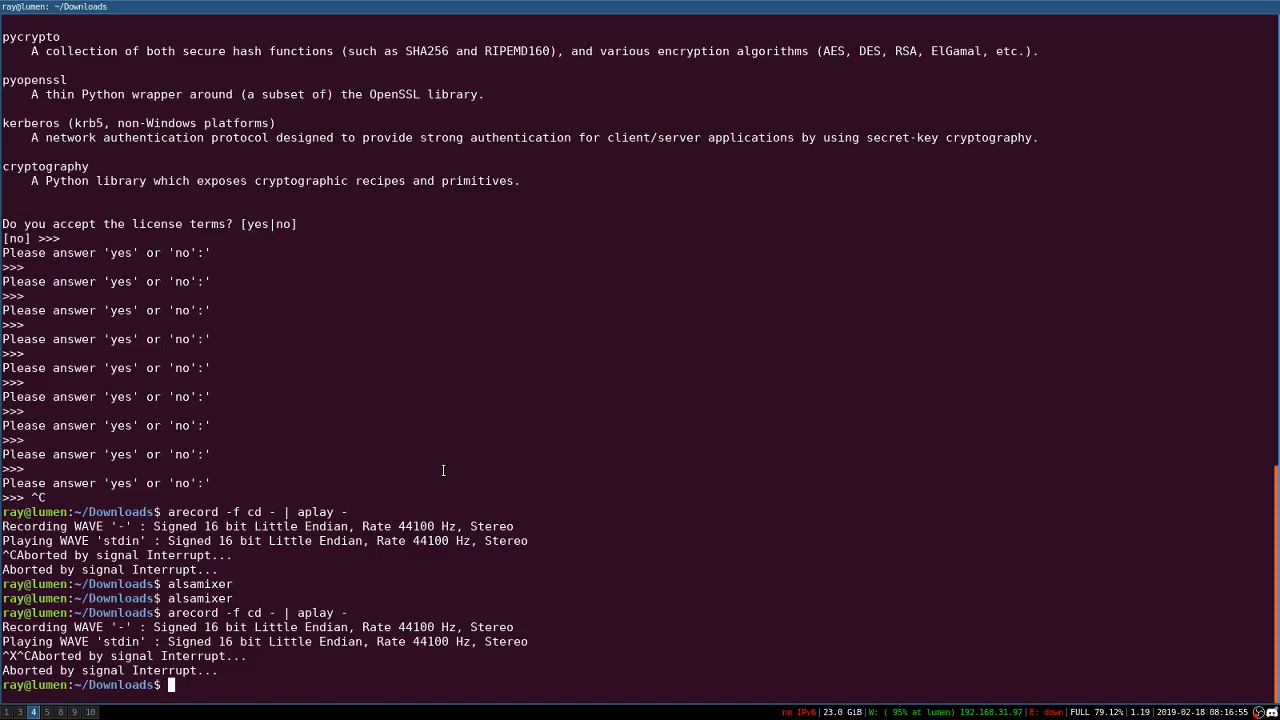 ray@lumen: ~/Downloads
pycrypto
A collection of both secure hash functions (such as SHA256 and RIPEMD160), and various encryption algorithms (AES, DES, RSA, ElGamal, etc.).
pyopenssl
A thin Python wrapper around (a subset of) the OpenSSL library.
kerberos (krb5, non-Windows platforms)
A network authentication protocol designed to provide strong authentication for client/server applications by using secret-key cryptography.
cryptography
A Python library which exposes cryptographic recipes and primitives.
Do you accept the license terms? [yes|no]
[no] >>>
Please answer 'yes' or 'no':'
>>>
Please answer 'yes' or 'no':'
>>>
Please answer 'yes' or 'no':'
>>>
Please answer 'yes' or 'no':'
>>>
Please answer 'yes' or 'no':'
>>>
Please answer 'yes' or 'no':'
>>>
Please answer 'yes' or 'no':'
>>>
Please answer 'yes' or 'no':'
>>>
Please answer 'yes' or 'no':'
>>> ^C
ray@lumen:~/Downloads$ arecord -f cd - | aplay -
Recording WAVE '-' : Signed 16 bit Little Endian, Rate 44100 Hz, Stereo
Playing WAVE 'stdin' : Signed 16 bit Little Endian, Rate 44100 Hz, Stereo
^CAborted by signal Interrupt...
Aborted by signal Interrupt...
ray@lumen:~/Downloads$ alsamixer
ray@lumen:~/Downloads$ alsamixer
ray@lumen:~/Downloads$ arecord -f cd - | aplay -
Recording WAVE '-' : Signed 16 bit Little Endian, Rate 44100 Hz, Stereo
Playing WAVE 'stdin' : Signed 16 bit Little Endian, Rate 44100 Hz, Stereo
^X^CAborted by signal Interrupt...
Aborted by signal Interrupt...
ray@lumen:~/Downloads$
1 3 4 5 8 9 10 no IPv6|23.0 GiB|W: ( 95% at lumen) 192.168.31.97|E: down|FULL 79.12%|1.19|2019-02-18 08:16:55